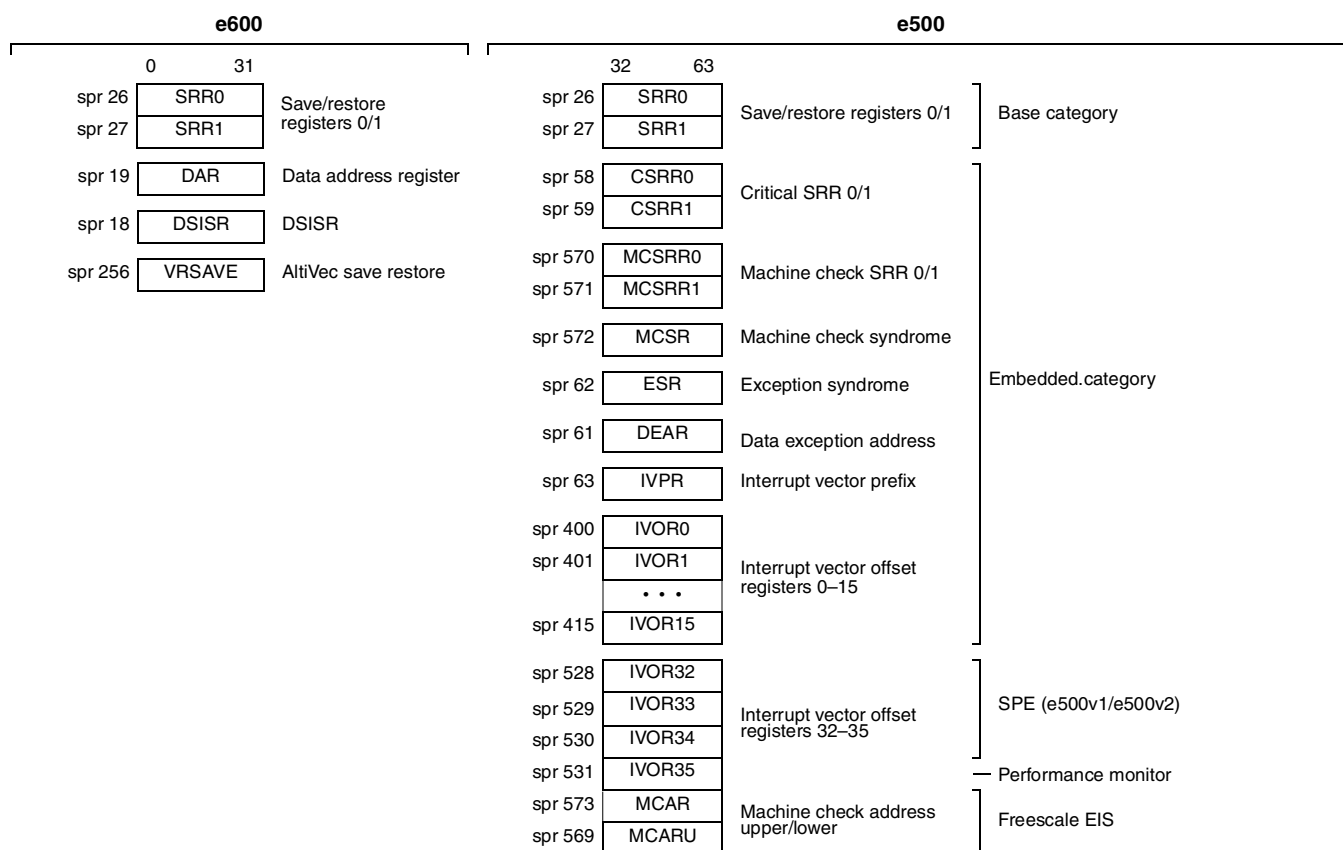 e600
e500
0 31
32 63
spr 26 SRR0
spr 27 SRR1
Save/restore
registers 0/1
spr 19 DAR Data address register
spr 18 DSISR DSISR
spr 256 VRSAVE AltiVec save restore
spr 26 SRR0
spr 27 SRR1
Save/restore registers 0/1
Base category
spr 58 CSRR0
spr 59 CSRR1
Critical SRR 0/1
spr 570 MCSRR0
spr 571 MCSRR1
Machine check SRR 0/1
spr 572 MCSR Machine check syndrome
spr 62 ESR Exception syndrome
Embedded.category
spr 61 DEAR Data exception address
spr 63 IVPR Interrupt vector prefix
spr 400 IVOR0
spr 401 IVOR1
• • •
spr 415 IVOR15
Interrupt vector offset
registers 0–15
spr 528 IVOR32
spr 529 IVOR33
spr 530 IVOR34
spr 531 IVOR35
Interrupt vector offset
registers 32–35
SPE (e500v1/e500v2)
Performance monitor
spr 573 MCAR
spr 569 MCARU
Machine check address
upper/lower
Freescale EIS